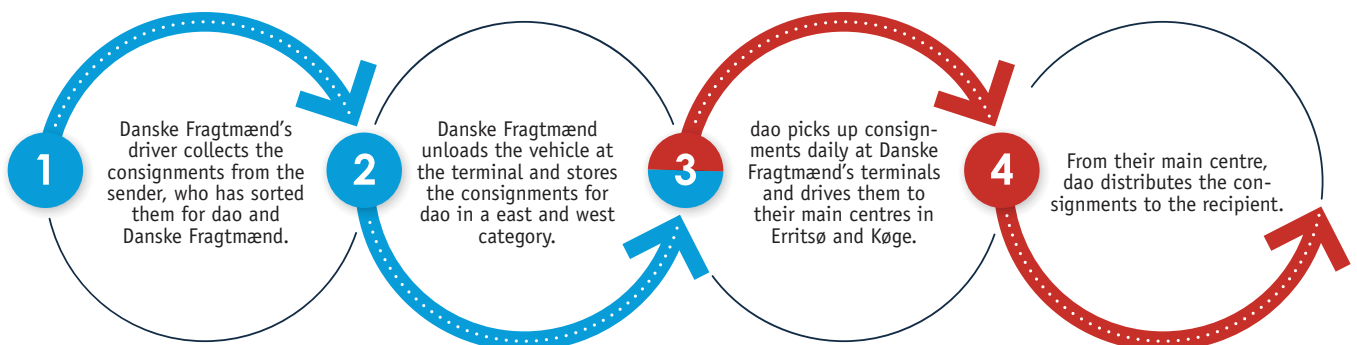 1
Danske Fragtmænd's
driver collects the
consignments from the
sender, who has sorted
them for dao and
Danske Fragtmænd.
2
Danske Fragtmænd
unloads the vehicle at
the terminal and stores
the consignments for
dao in a east and west
category.
3
dao picks up consign-
ments daily at Danske
Fragtmænd's terminals
and drives them to
their main centres in
Erritsø and Køge.
4
From their main centre,
dao distributes the con-
signments to the recipient.